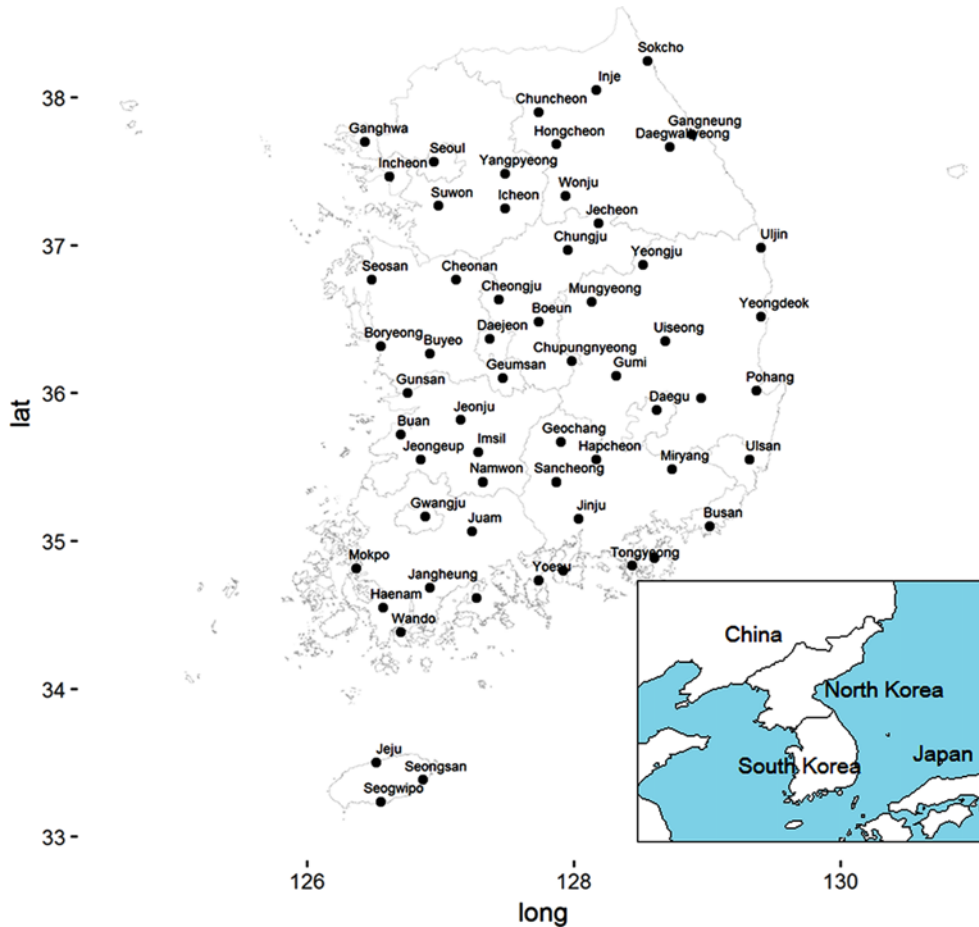 Sokcho
Inje
38
Chuncheon
Gangneung
Ganghwa
Hongcheon
Daegwallyeong
Seoul
Incheon
Yangpyeong
Wonju
Suwon
Icheon
Jecheon
37
Chungju
Uljin
Yeongju
Seosan
Cheonan
Cheongju
Mungyeong
Yeongdeok
Boeun
Daejeon
Uiseong
Boryeong
Buyeo
Chupungnyeong
Geumsan
Gumi
36
Gunsan
Pohang
lat
Jeonju
Daegu
Buan
Geochang
Jeongeup
Imsil
Hapcheon
Miryang
Ulsan
Namwon
Sancheong
Gwangju
Juam
Jinju
Busan
35
Mokpo
Yoesu
Tongyeong
Jangheung
Haenam
Wando
China
34
North Korea
Jeju
Seongsan
South Korea
Japan
Seogwipo
33
126
128
130
long